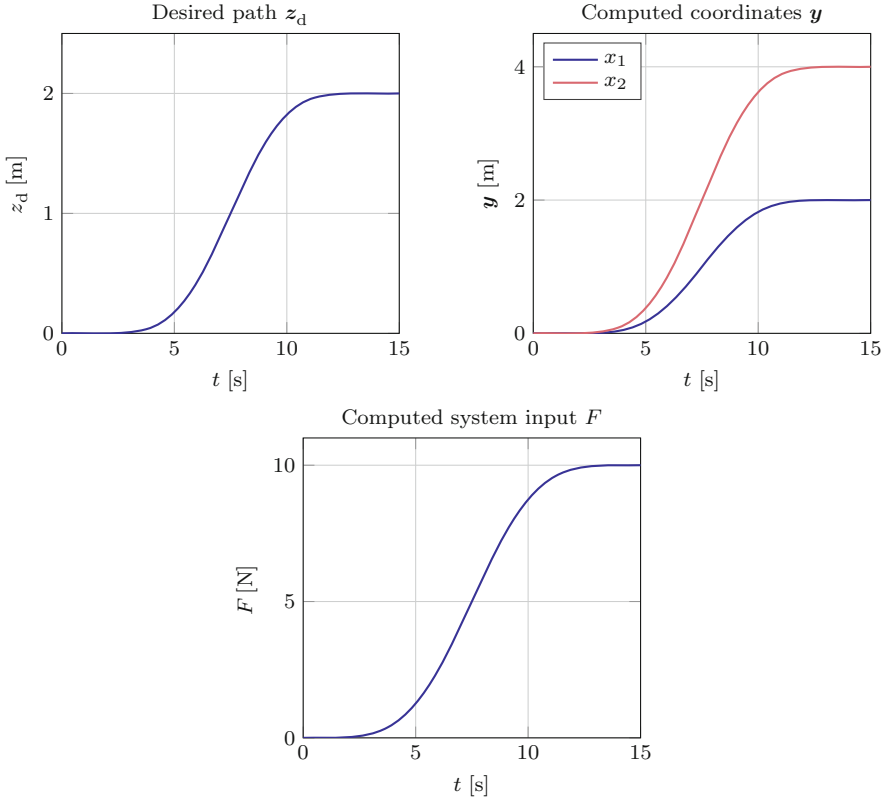 Desired path z_d
2
1
0
z_d [m]
0 5 10 15
t [s]
Computed coordinates y
x_1
x_2
4
2
0
y [m]
0 5 10 15
t [s]
Computed system input F
10
5
0
F [N]
0 5 10 15
t [s]